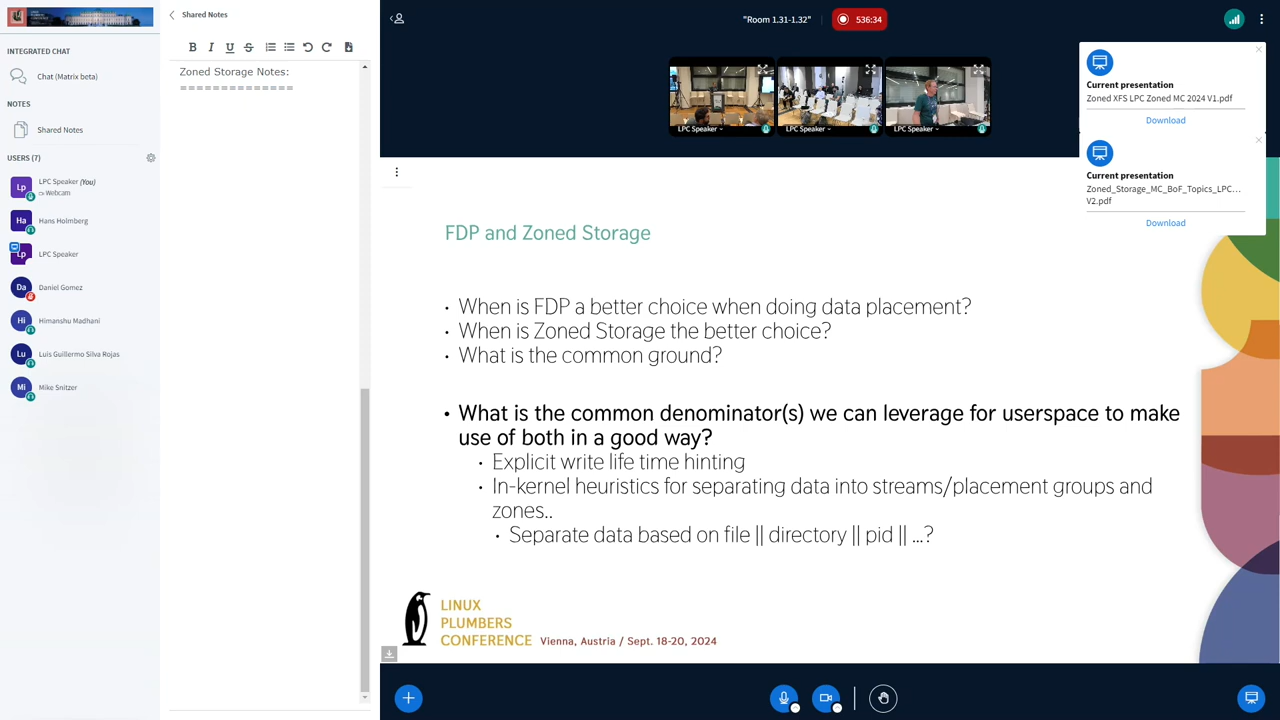 INTEGRATED CHAT
Chat (Matrix beta)
NOTES
Shared Notes
USERS (7)
Lp
LPC Speaker (You)
Webcam
Ha
Hans Holmberg
Lp
LPC Speaker
Da
Daniel Gomez
Hi
Himanshu Madhani
Lu
Luis Guillermo Silva Rojas
Mi
Mike Snitzer
Shared Notes
B I U S
Zoned Storage Notes:
=============
"Room 1.31-1.32"
536:34
LPC Speaker
LPC Speaker
LPC Speaker
Current presentation
Zoned XFS LPC Zoned MC 2024 V1.pdf
Download
Current presentation
Zoned_Storage_MC_BoF_Topics_LPC...
V2.pdf
Download
FDP and Zoned Storage
• When is FDP a better choice when doing data placement?
• When is Zoned Storage the better choice?
• What is the common ground?
• What is the common denominator(s) we can leverage for userspace to make
use of both in a good way?
• Explicit write life time hinting
• In-kernel heuristics for separating data into streams/placement groups and
zones..
• Separate data based on file || directory || pid || ...?
LINUX
PLUMBERS
CONFERENCE Vienna, Austria / Sept. 18-20, 2024